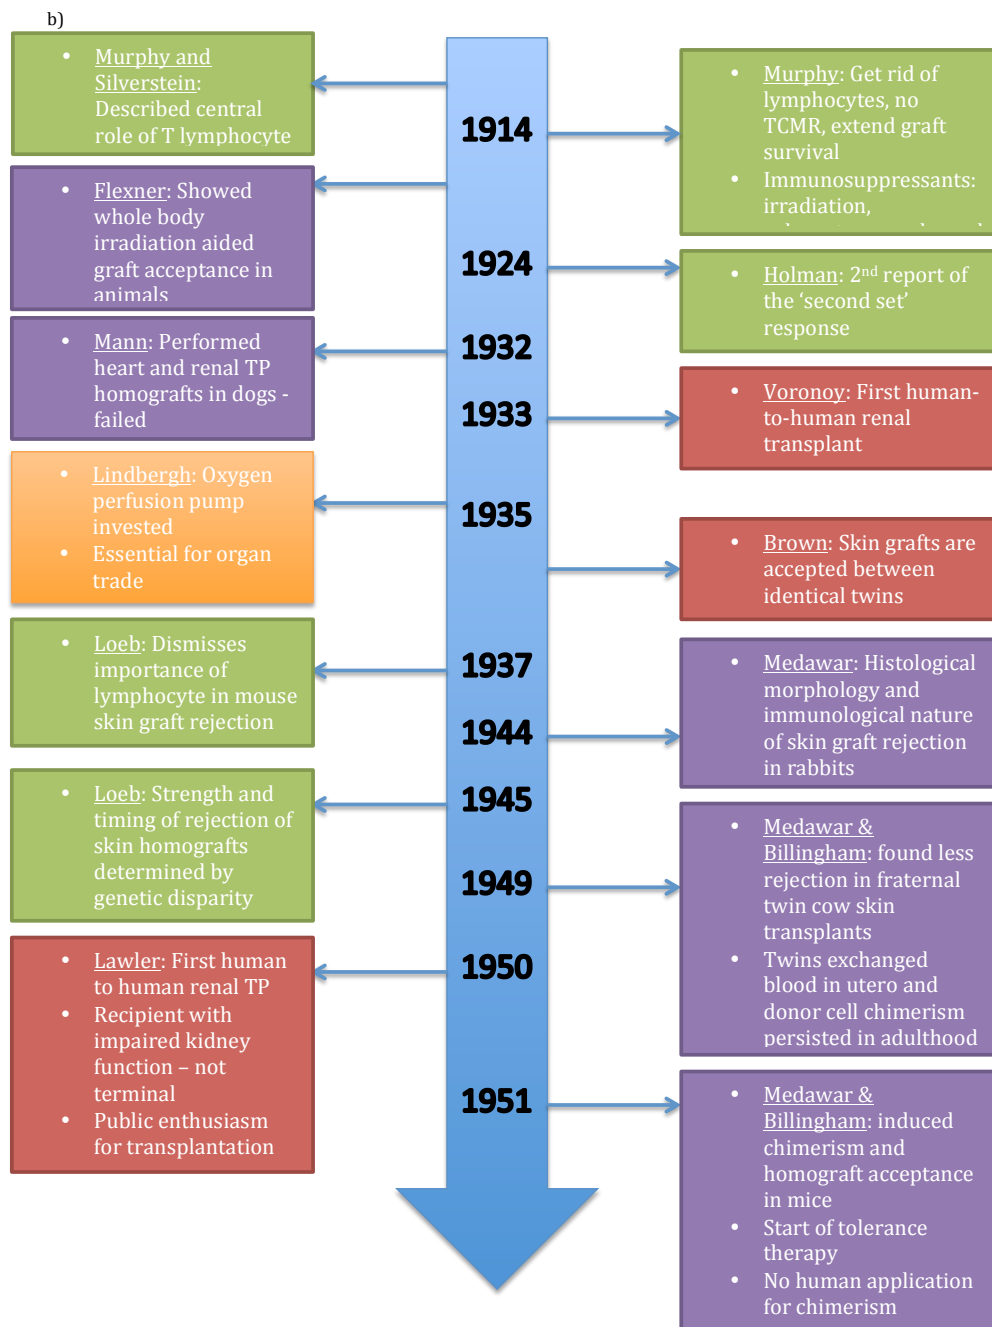 b)
• Murphy and
Silverstein:
Described central
role of T lymphocyte
1914
• Murphy: Get rid of
lymphocytes, no
TCMR, extend graft
survival
• Immunosuppressants:
irradiation,
• Flexner: Showed
whole body
irradiation aided
graft acceptance in
animals
1924
• Holman: 2nd report of
the ‘second set’
response
• Mann: Performed
heart and renal TP
homografts in dogs -
failed
1932
1933
• Voronoy: First human-
to-human renal
transplant
• Lindbergh: Oxygen
perfusion pump
invested
• Essential for organ
trade
1935
• Brown: Skin grafts are
accepted between
identical twins
• Loeb: Dismisses
importance of
lymphocyte in mouse
skin graft rejection
1937
1944
• Medawar: Histological
morphology and
immunological nature
of skin graft rejection
in rabbits
• Loeb: Strength and
timing of rejection of
skin homografts
determined by
genetic disparity
1945
1949
• Medawar &
Billingham: found less
rejection in fraternal
twin cow skin
transplants
• Twins exchanged
blood in utero and
donor cell chimerism
persisted in adulthood
• Lawler: First human
to human renal TP
• Recipient with
impaired kidney
function – not
terminal
• Public enthusiasm
for transplantation
1950
1951
• Medawar &
Billingham: induced
chimerism and
homograft acceptance
in mice
• Start of tolerance
therapy
• No human application
for chimerism